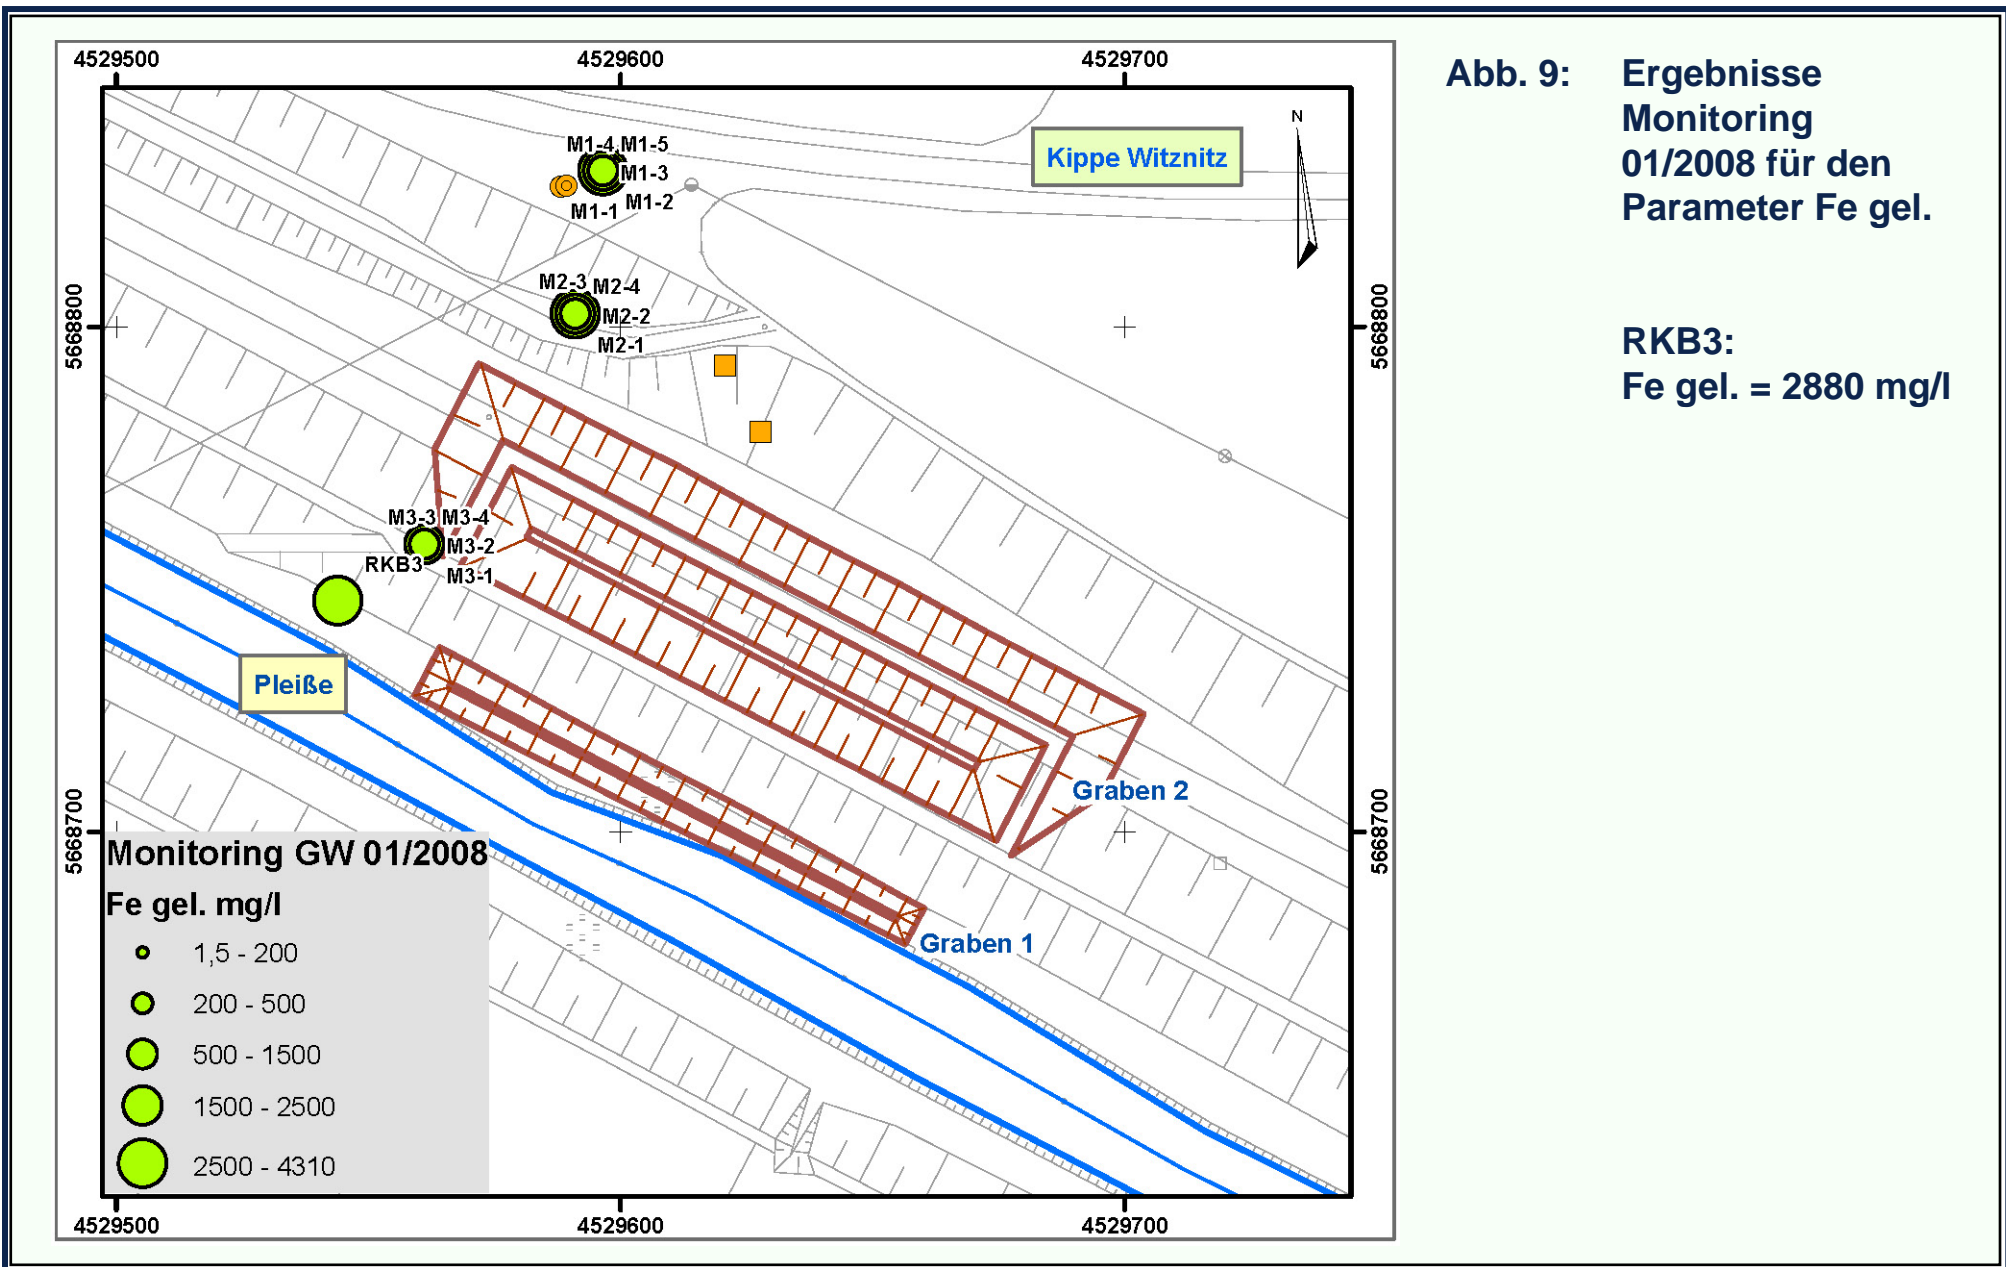 4529500 4529600 4529700
Abb. 9: Ergebnisse
Monitoring
01/2008 für den
Parameter Fe gel.
RKB3:
Fe gel. = 2880 mg/l
N
Kippe Witznitz
M1-4 M1-5
M1-3
M1-2
M1-1
M2-3 M2-4
M2-2
M2-1
5668800 5668800
M3-3 M3-4
M3-2
RKB3
M3-1
Pleiße
Graben 2
Graben 1
5668700 5668700
Monitoring GW 01/2008
Fe gel. mg/l
1,5 - 200
200 - 500
500 - 1500
1500 - 2500
2500 - 4310
4529500 4529600 4529700